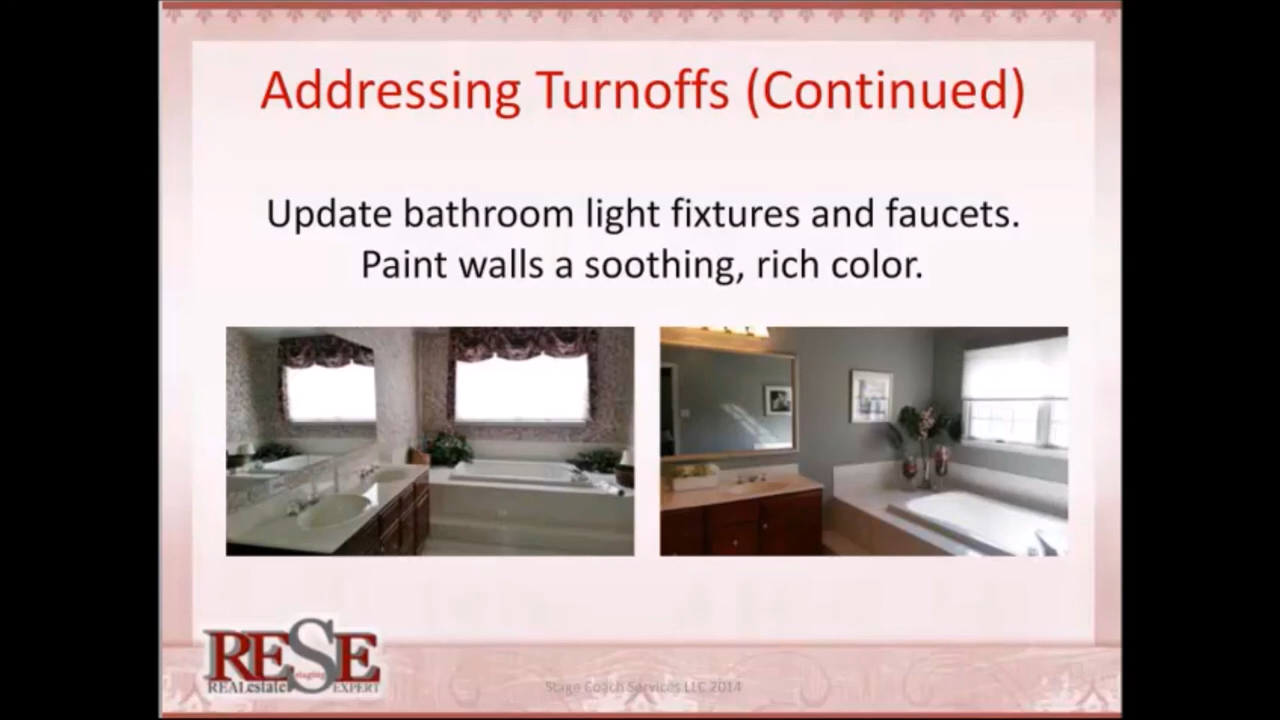 Addressing Turnoffs (Continued)
Update bathroom light fixtures and faucets.
Paint walls a soothing, rich color.
RESE
staging
REALestate EXPERT
Stage Coach Services LLC 2014